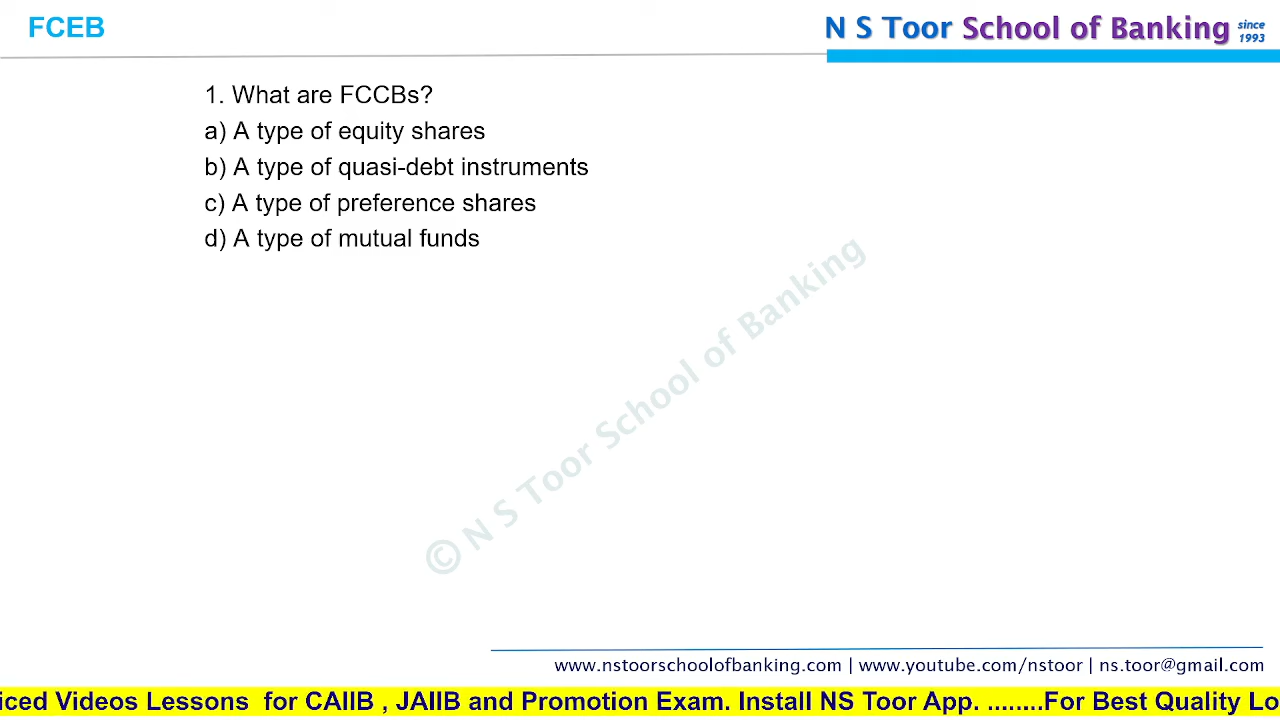 FCEB
N S Toor School of Banking since 1993
1. What are FCCBs?
a) A type of equity shares
b) A type of quasi-debt instruments
c) A type of preference shares
d) A type of mutual funds
© N S Toor School of Banking
www.nstoorschoolofbanking.com | www.youtube.com/nstoor | ns.toor@gmail.com
iced Videos Lessons for CAIIB , JAIIB and Promotion Exam. Install NS Toor App. ........For Best Quality Lo